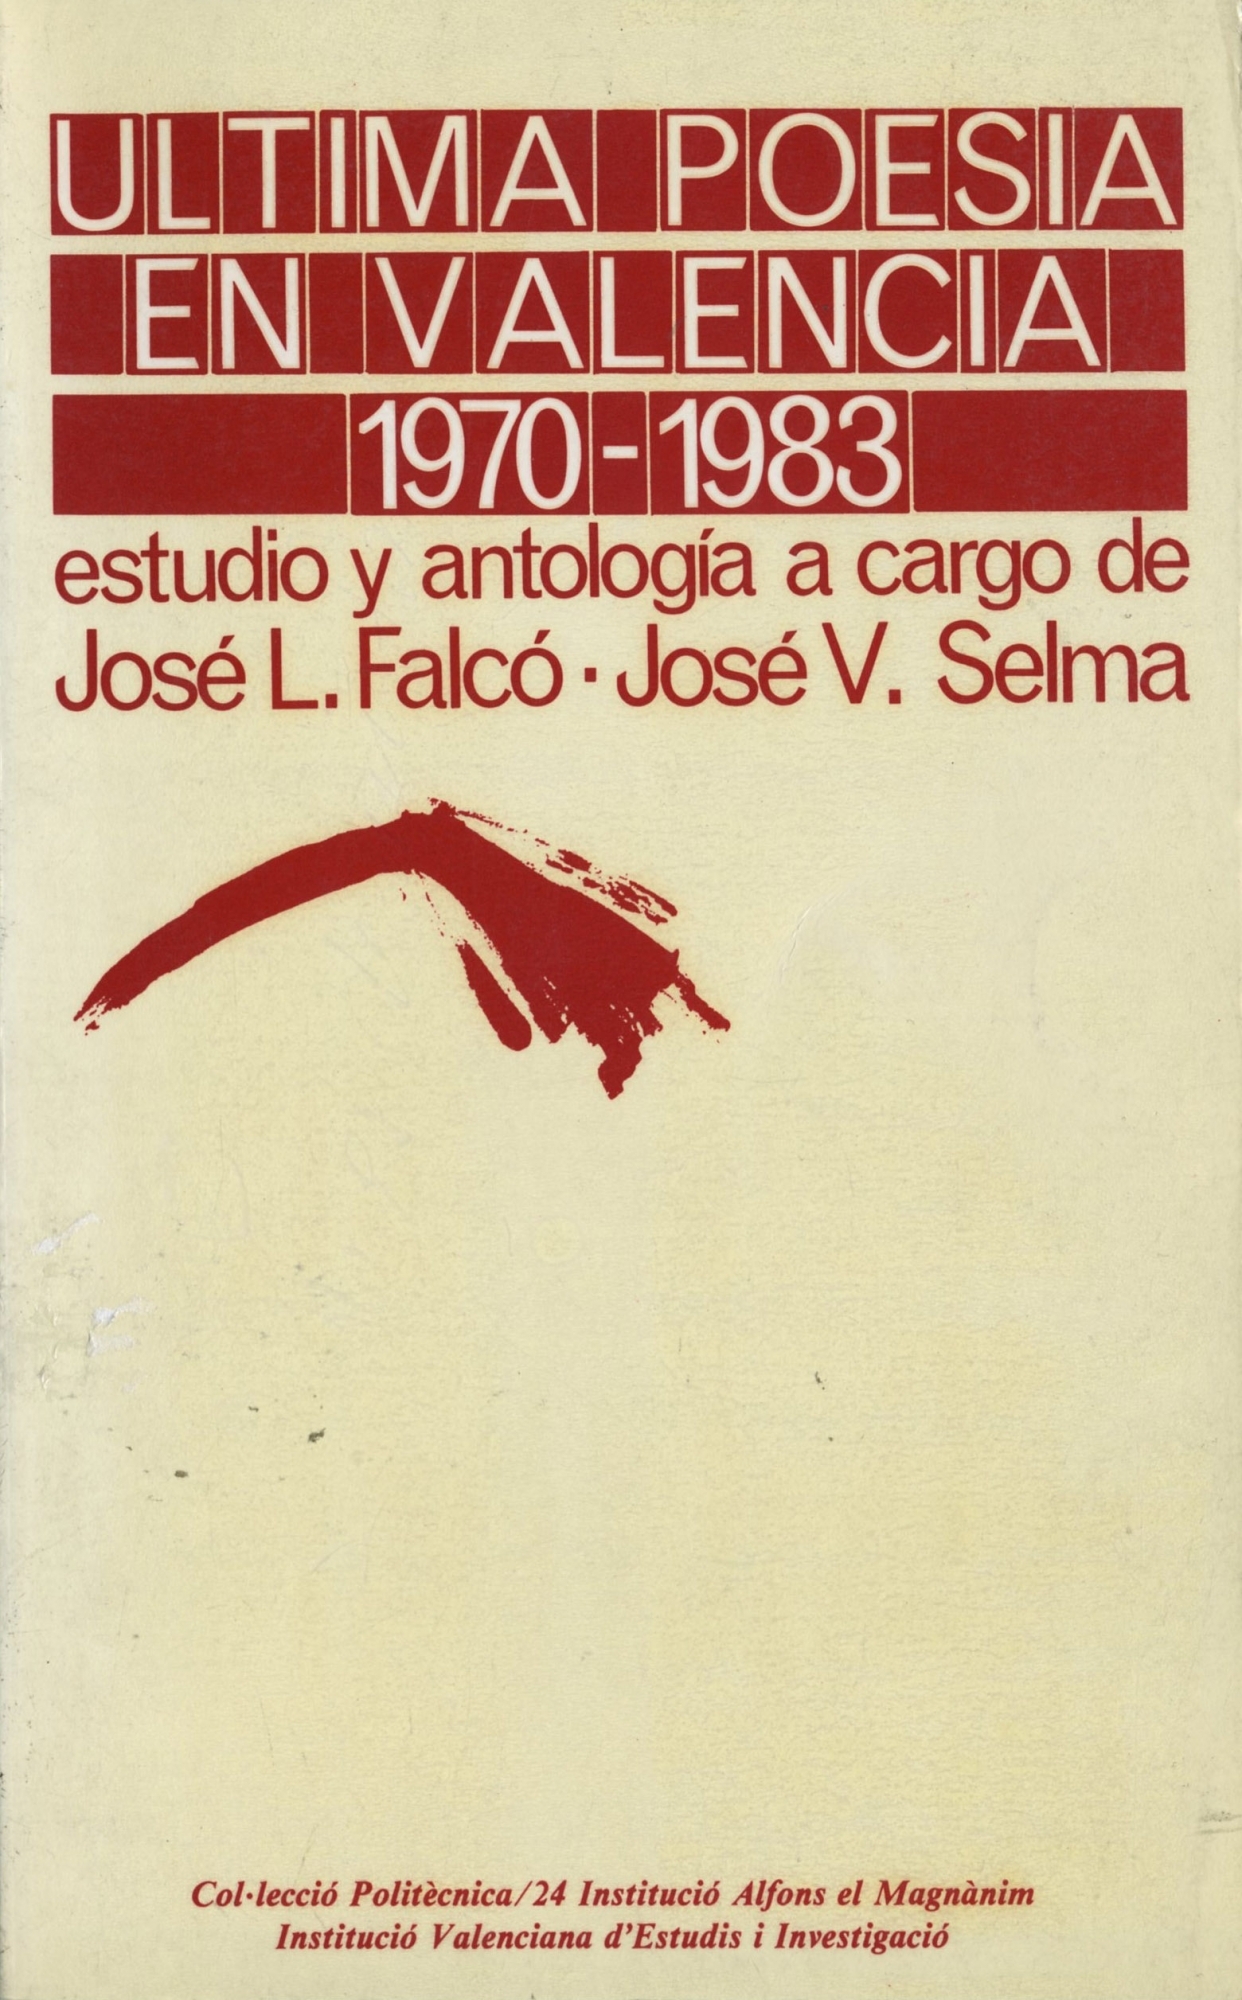 ULTIMA POESIA
EN VALENCIA
1970-1983
estudio y antología a cargo de
José L. Falcó · José V. Selma
Col·lecció Politècnica/24 Institució Alfons el Magnànim
Institució Valenciana d'Estudis i Investigació